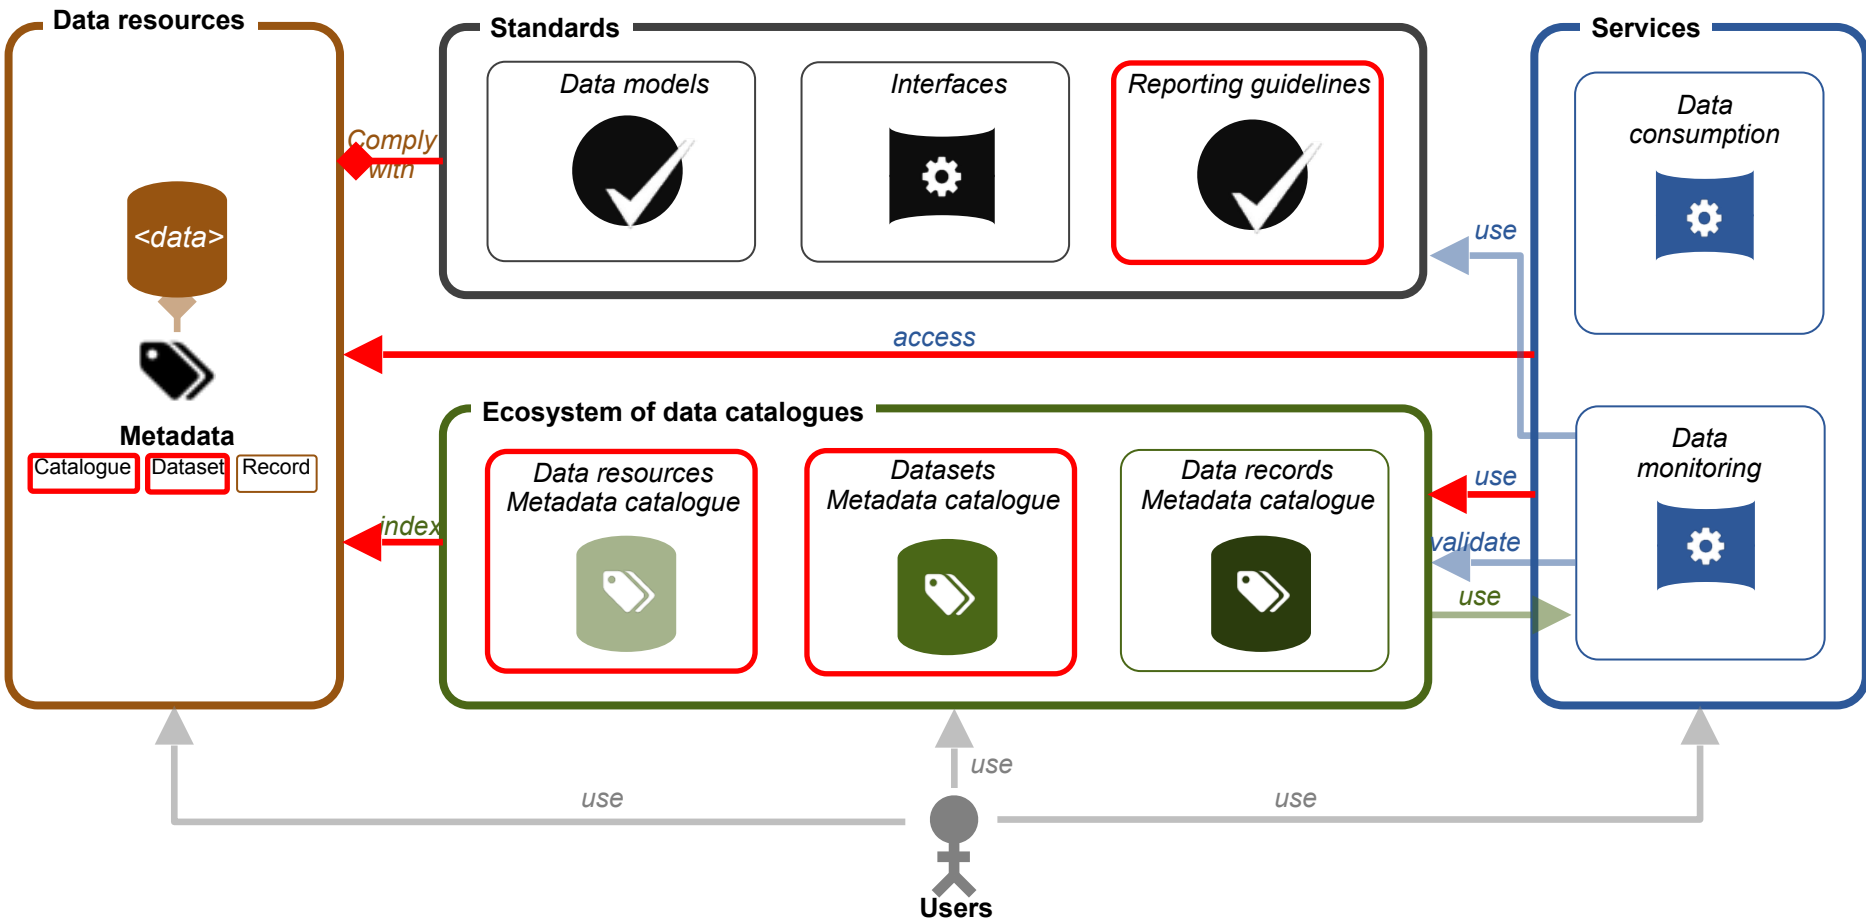 Data resources
Standards
Services
Data models
Interfaces
Reporting guidelines
Data
consumption
Comply
with
<data>
use
access
Metadata
Catalogue
Dataset
Record
Ecosystem of data catalogues
Data resources
Metadata catalogue
Datasets
Metadata catalogue
Data records
Metadata catalogue
Data
monitoring
use
index
validate
use
use
use
use
Users